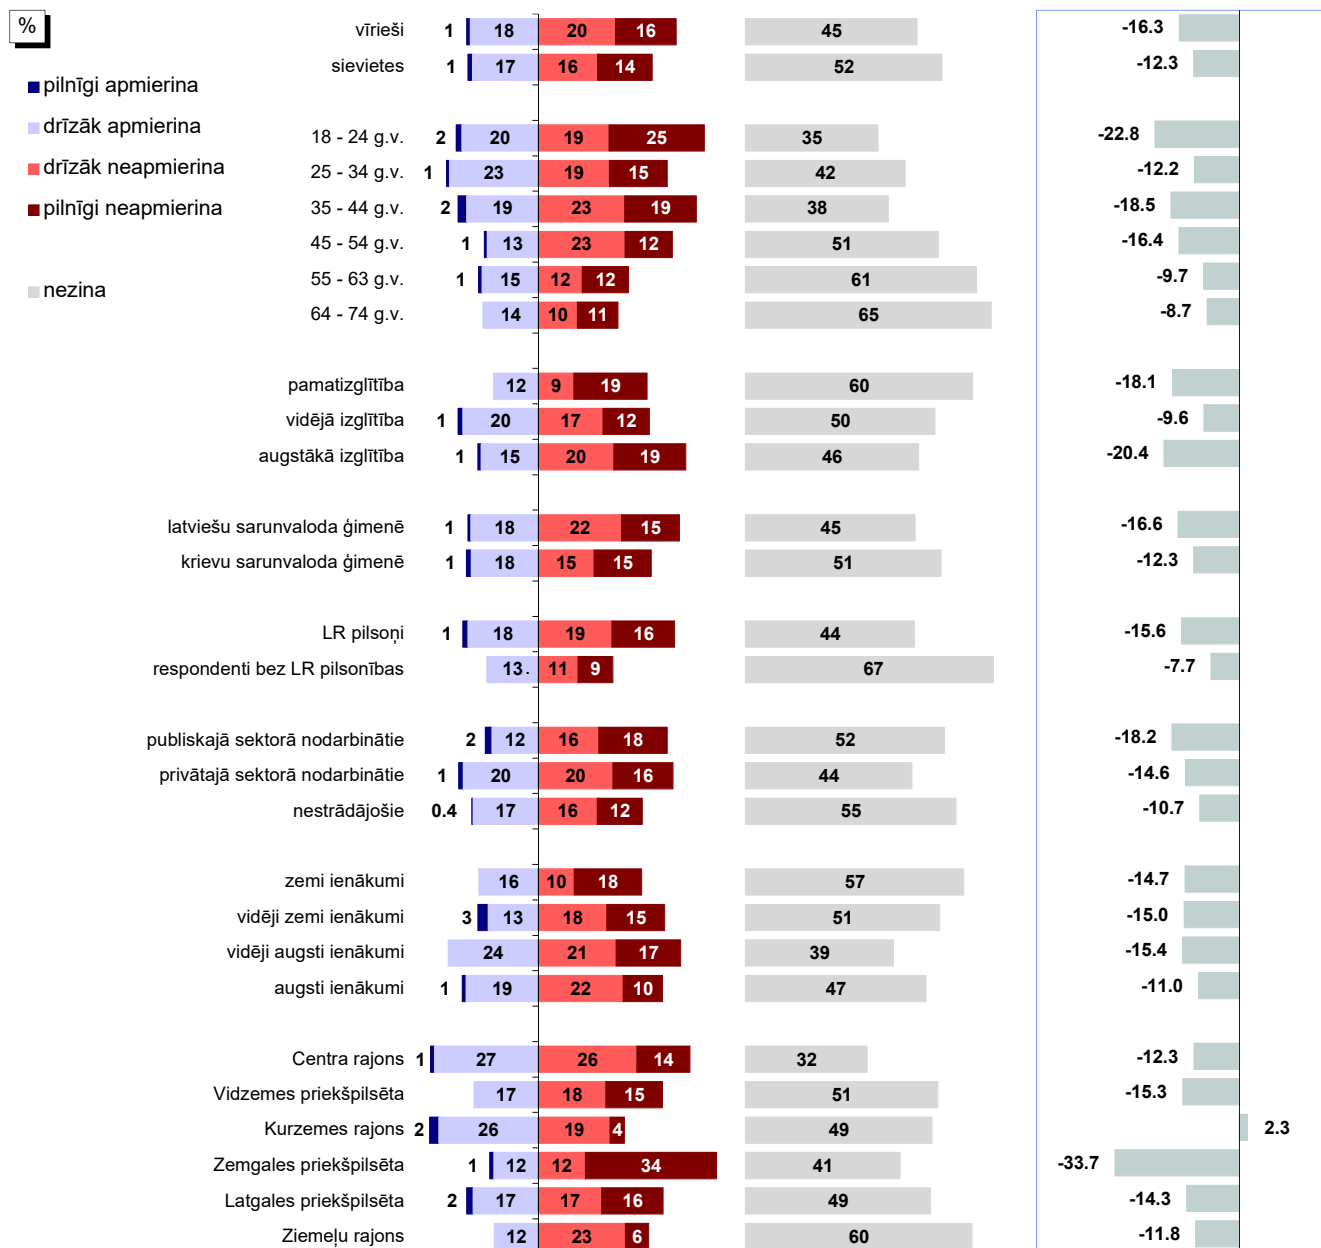 %
pilnīgi apmierina
drīzāk apmierina
drīzāk neapmierina
pilnīgi neapmierina
nezina
vīrieši 1 18 20 16 45 -16.3
sievietes 1 17 16 14 52 -12.3
18 - 24 g.v. 2 20 19 25 35 -22.8
25 - 34 g.v. 1 23 19 15 42 -12.2
35 - 44 g.v. 2 19 23 19 38 -18.5
45 - 54 g.v. 1 13 23 12 51 -16.4
55 - 63 g.v. 1 15 12 12 61 -9.7
64 - 74 g.v. 14 10 11 65 -8.7
pamatizglītība 12 9 19 60 -18.1
vidējā izglītība 1 20 17 12 50 -9.6
augstākā izglītība 1 15 20 19 46 -20.4
latviešu sarunvaloda ģimenē 1 18 22 15 45 -16.6
krievu sarunvaloda ģimenē 1 18 15 15 51 -12.3
LR pilsoņi 1 18 19 16 44 -15.6
respondenti bez LR pilsonības 13. 11 9 67 -7.7
publiskajā sektorā nodarbinātie 2 12 16 18 52 -18.2
privātajā sektorā nodarbinātie 1 20 20 16 44 -14.6
nestrādājošie 0.4 17 16 12 55 -10.7
zemi ienākumi 16 10 18 57 -14.7
vidēji zemi ienākumi 3 13 18 15 51 -15.0
vidēji augsti ienākumi 24 21 17 39 -15.4
augsti ienākumi 1 19 22 10 47 -11.0
Centra rajons 1 27 26 14 32 -12.3
Vidzemes priekšpilsēta 17 18 15 51 -15.3
Kurzemes rajons 2 26 19 4 49 2.3
Zemgales priekšpilsēta 1 12 12 34 41 -33.7
Latgales priekšpilsēta 2 17 17 16 49 -14.3
Ziemeļu rajons 12 23 6 60 -11.8